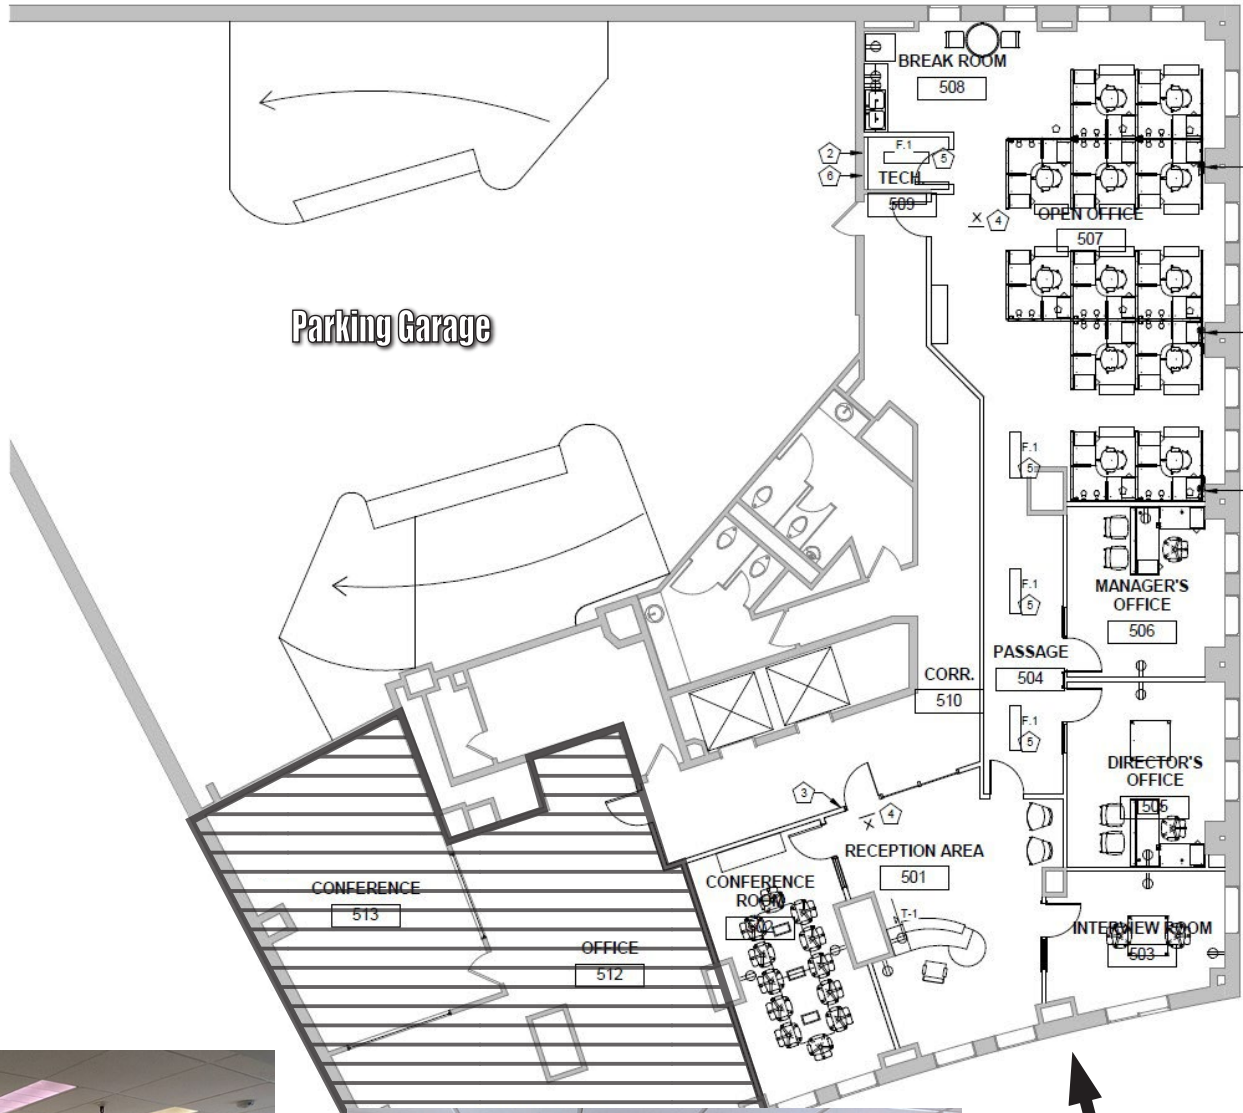 BREAK ROOM
508
F.1
2
5
6
TECH
509
X
4
OPEN OFFICE
507
Parking Garage
F.1
5
MANAGER'S
OFFICE
506
F.1
5
PASSAGE
504
CORR.
510
F.1
5
DIRECTOR'S
OFFICE
505
3
X
4
RECEPTION AREA
501
CONFERENCE
ROOM
502
CONFERENCE
513
T-1
INTERVIEW ROOM
503
OFFICE
512